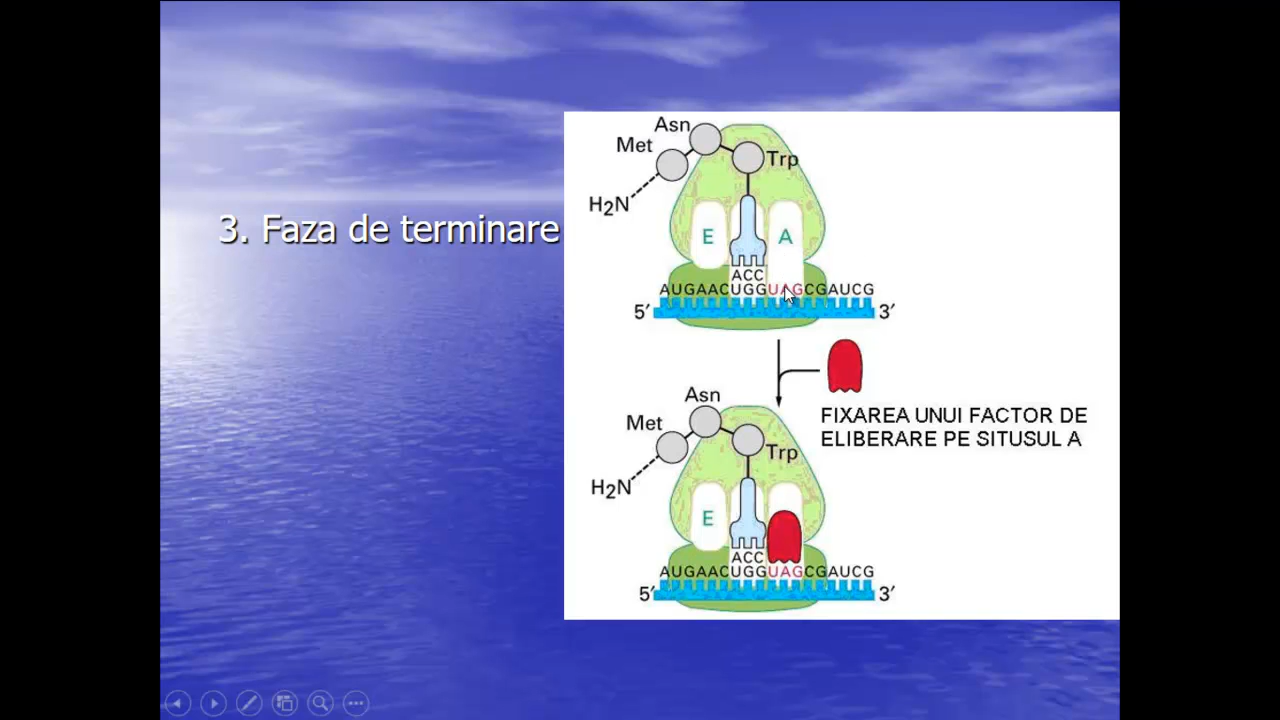 3. Faza de terminare
Asn
Met
Trp
H2N
E
A
ACC
AUGAACUGGUAGCGAUCG
5′
3′
FIXAREA UNUI FACTOR DE
ELIBERARE PE SITUSUL A
Asn
Met
Trp
H2N
E
ACC
AUGAACUGGUAGCGAUCG
5′
3′